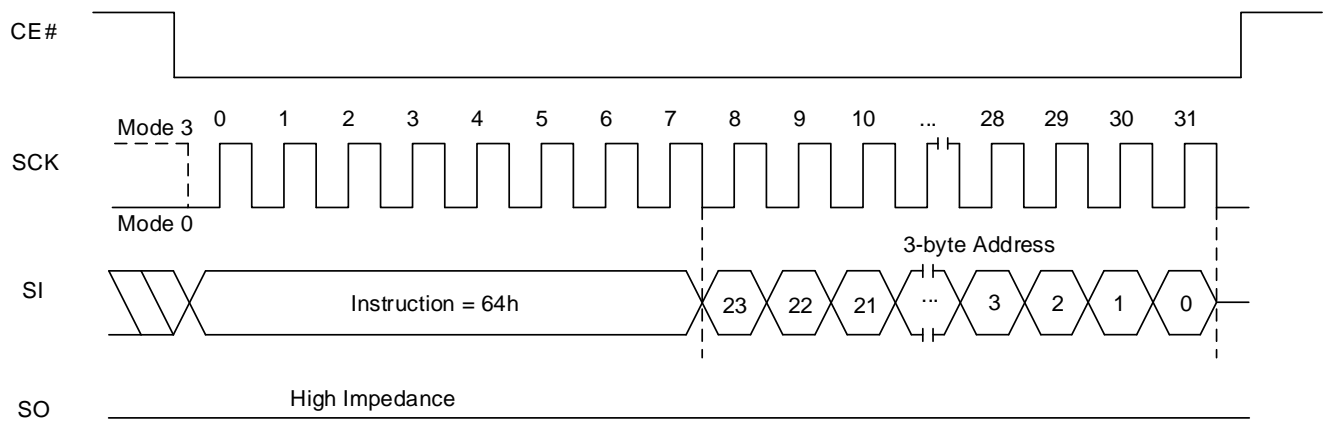 CE#
Mode 3
0 1 2 3 4 5 6 7 8 9 10 ... 28 29 30 31
SCK
Mode 0
3-byte Address
SI
Instruction = 64h
23 22 21 ... 3 2 1 0
High Impedance
SO